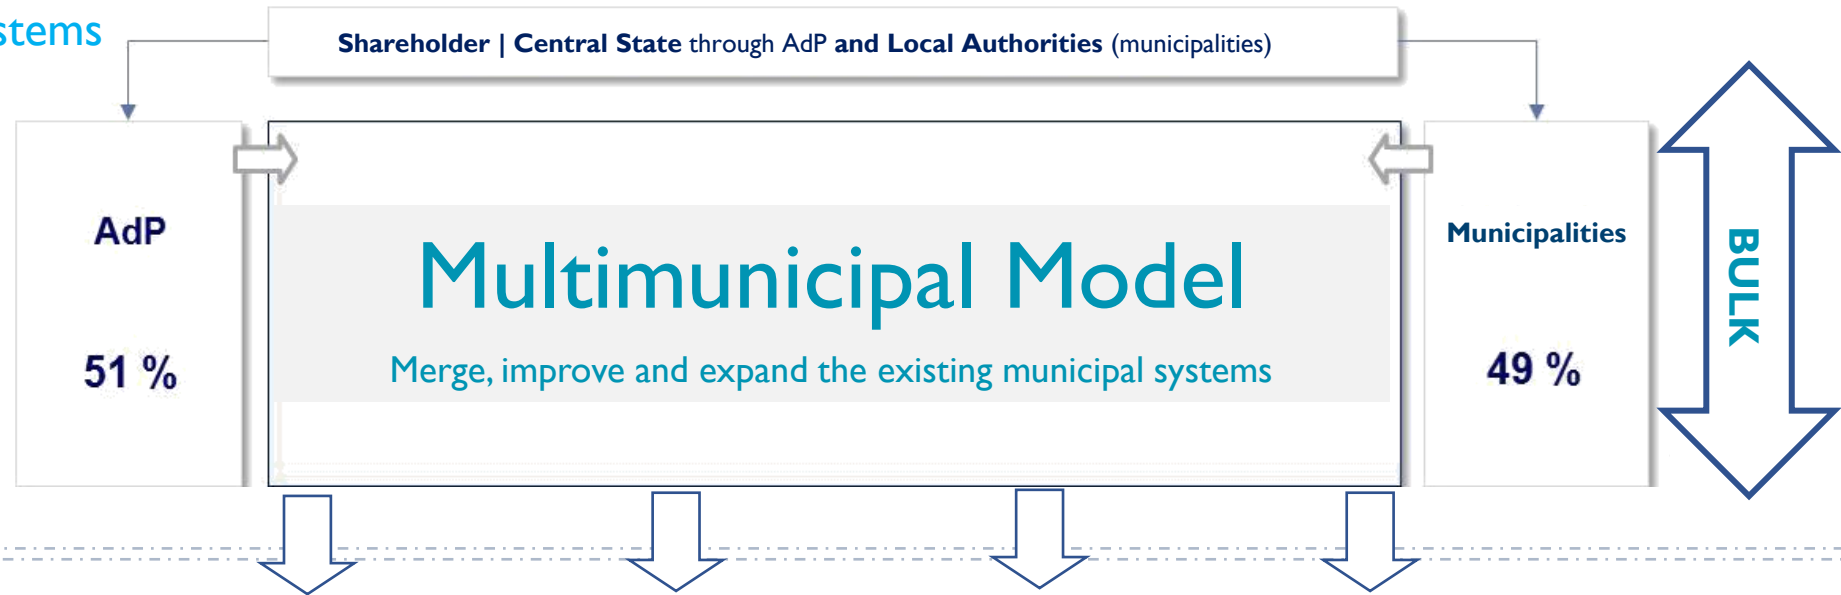 stems
Shareholder | Central State through AdP and Local Authorities (municipalities)
AdP
51 %
Multimunicipal Model
Merge, improve and expand the existing municipal systems
Municipalities
49 %
BULK